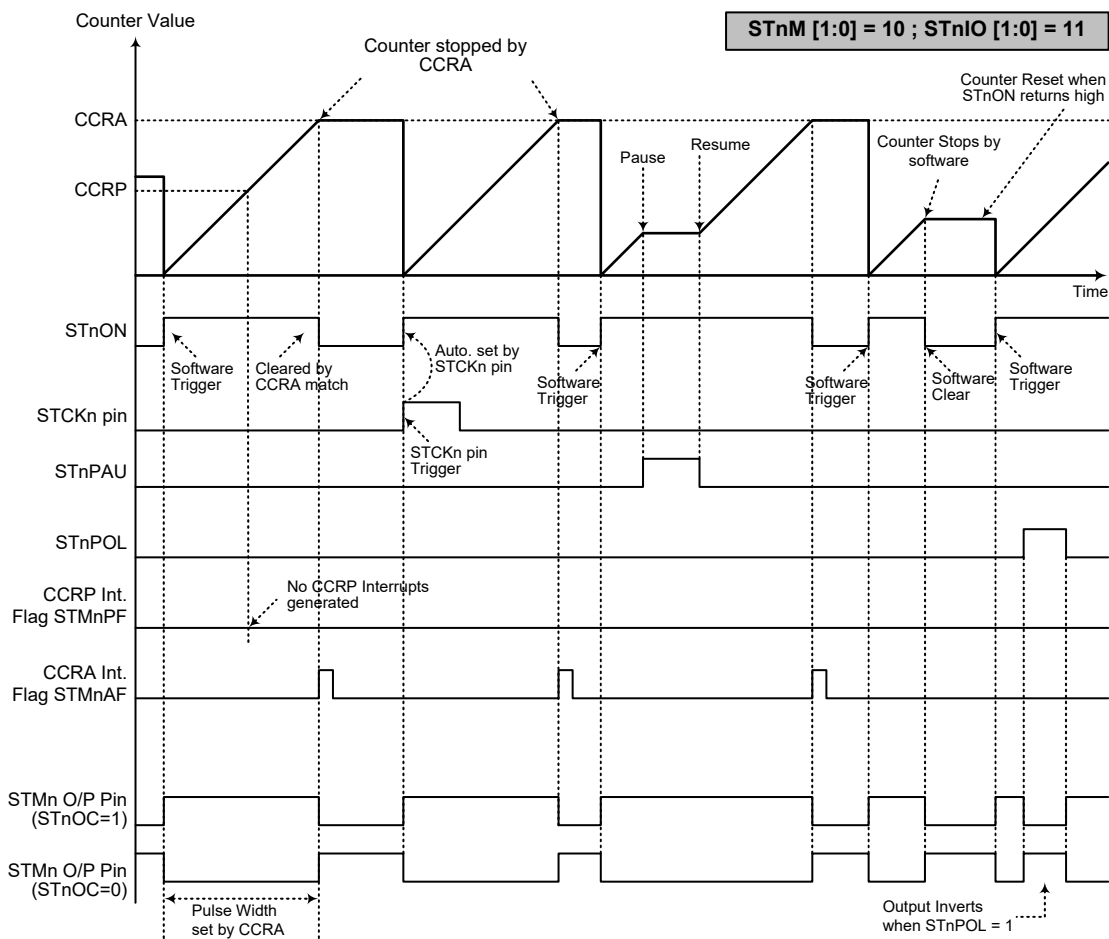 Counter Value
STnM [1:0] = 10 ; STnIO [1:0] = 11
Counter stopped by
CCRA
Counter Reset when
STnON returns high
CCRA
Pause
Resume
Counter Stops by
software
CCRP
Time
STnON
Software
Trigger
Cleared by
CCRA match
Auto. set by
STCKn pin
Software
Trigger
Software
Trigger
Software
Clear
Software
Trigger
STCKn pin
STCKn pin
Trigger
STnPAU
STnPOL
CCRP Int.
Flag STMnPF
No CCRP Interrupts
generated
CCRA Int.
Flag STMnAF
STMn O/P Pin
(STnOC=1)
STMn O/P Pin
(STnOC=0)
Pulse Width
set by CCRA
Output Inverts
when STnPOL = 1